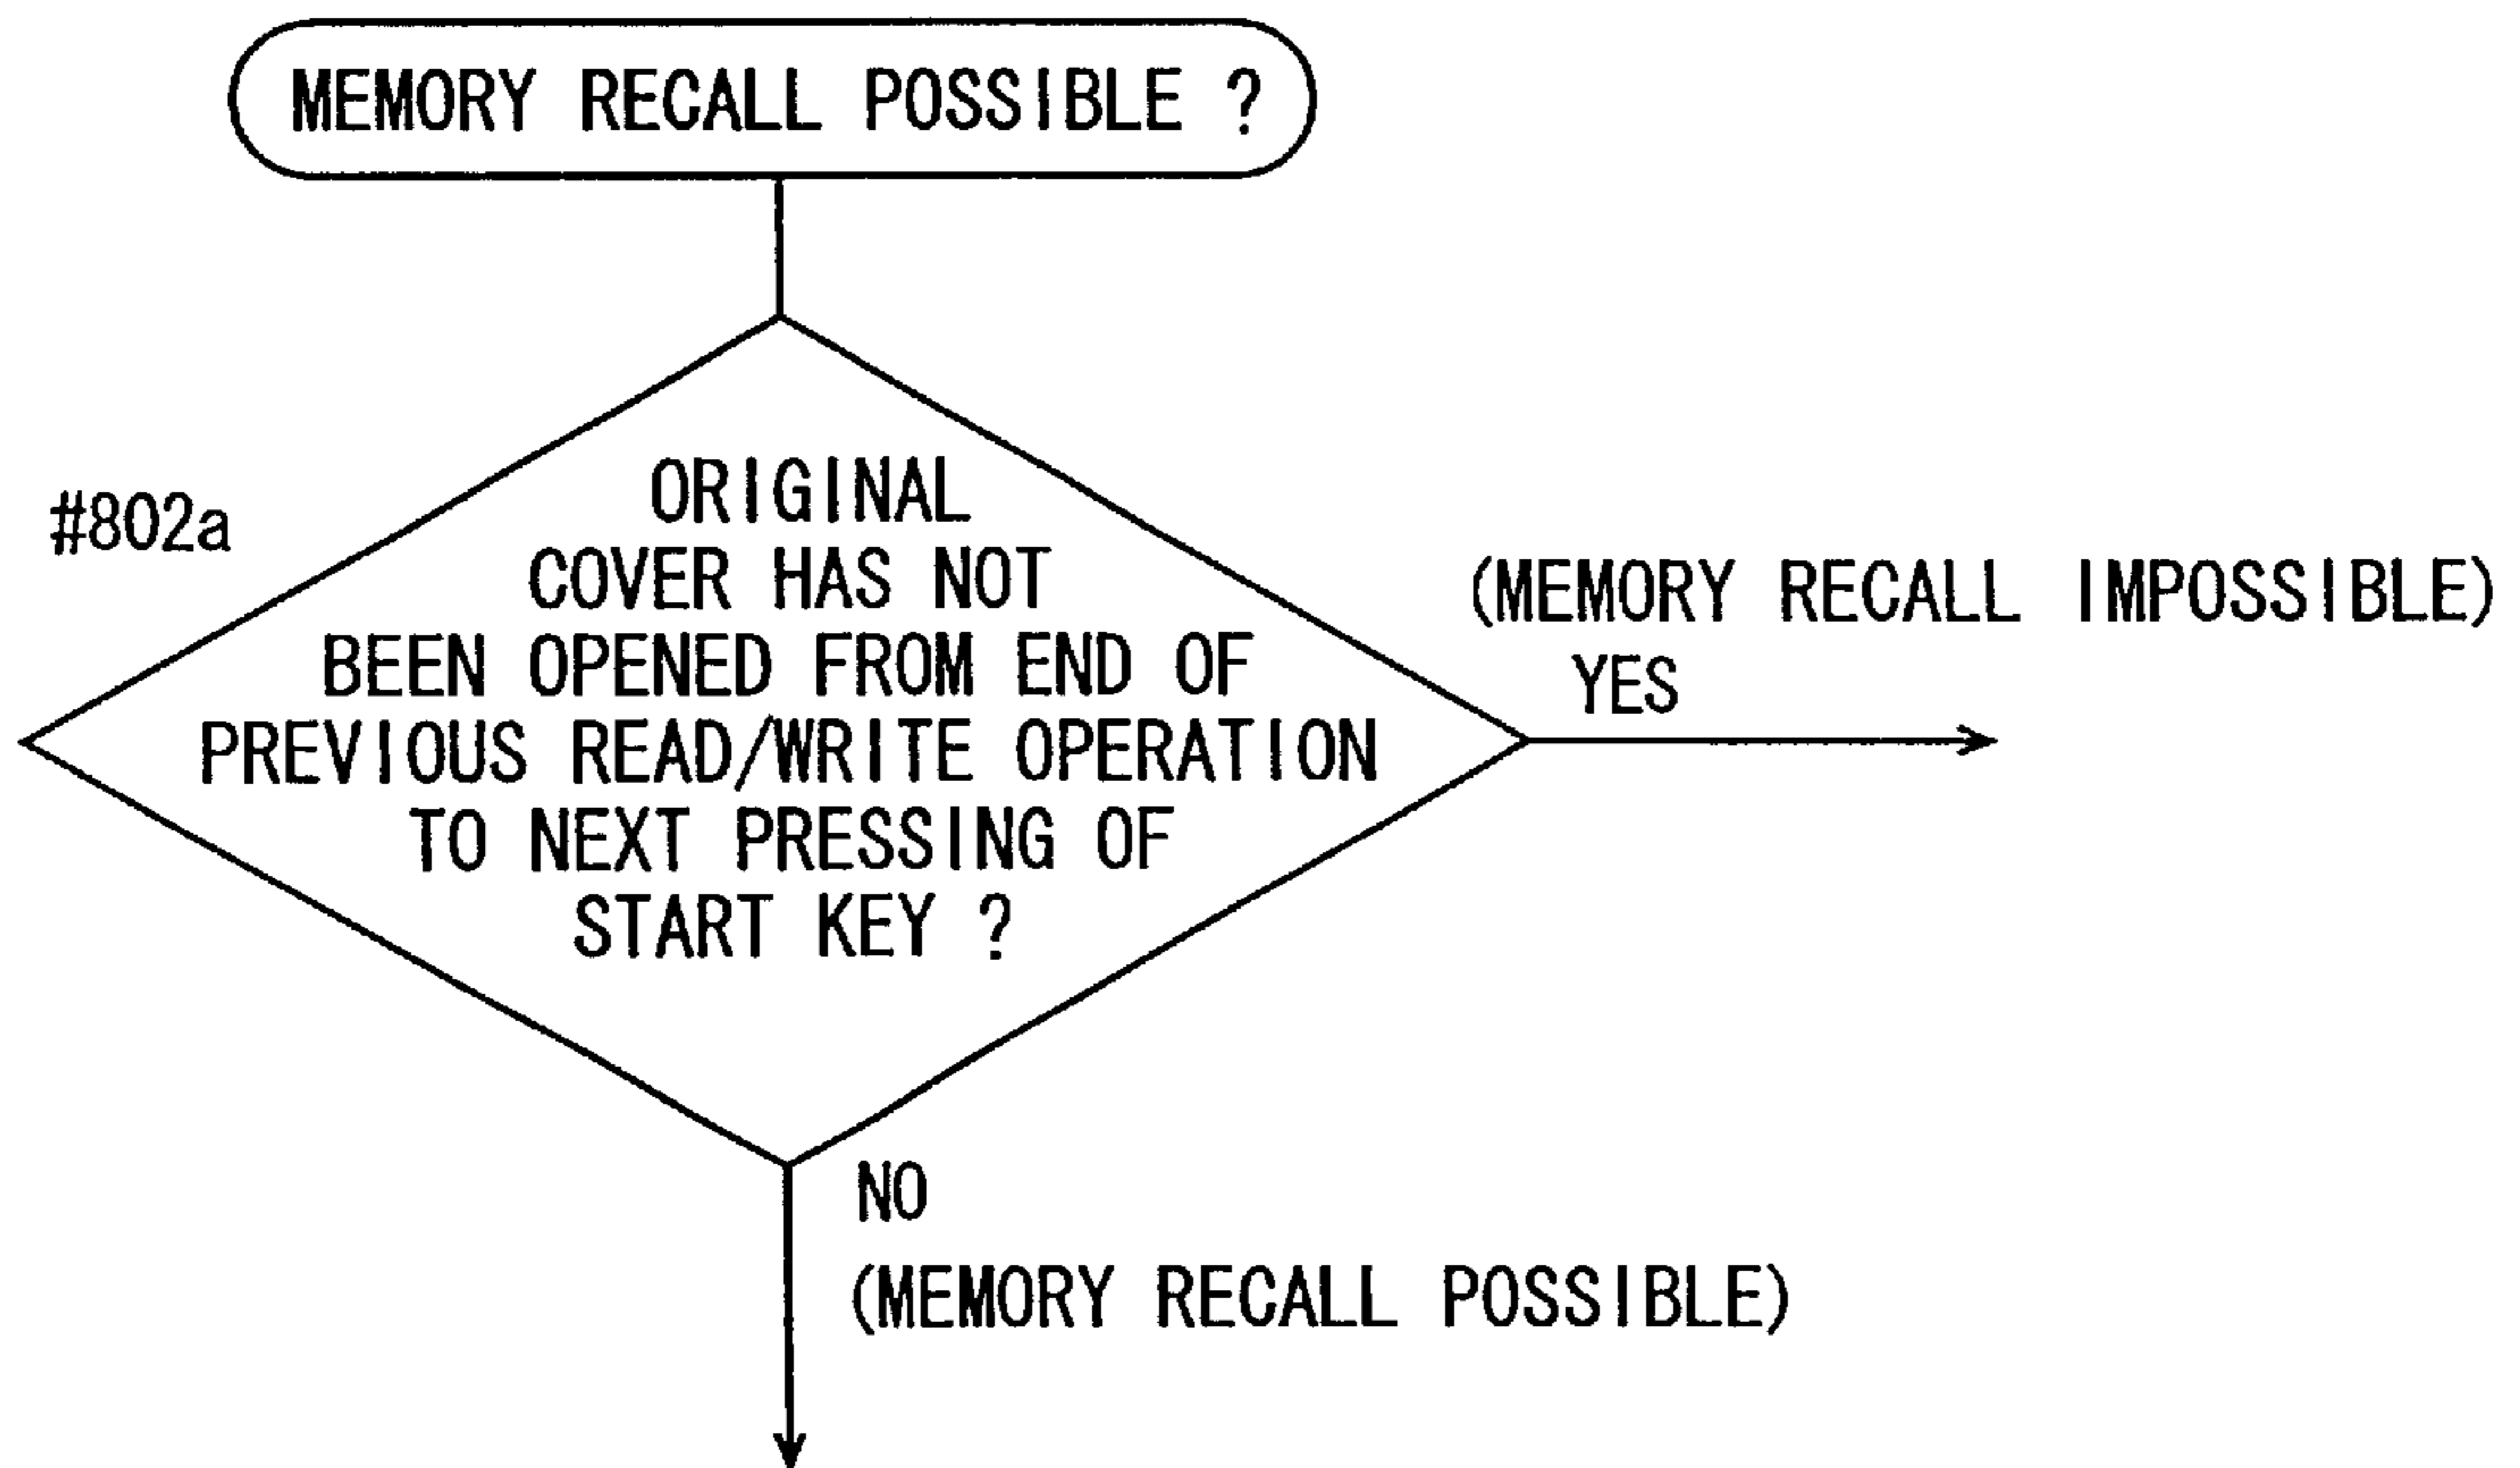 MEMORY RECALL POSSIBLE ?
#802a
ORIGINAL
COVER HAS NOT
BEEN OPENED FROM END OF
PREVIOUS READ/WRITE OPERATION
TO NEXT PRESSING OF
START KEY ?
(MEMORY RECALL IMPOSSIBLE)
YES
NO
(MEMORY RECALL POSSIBLE)